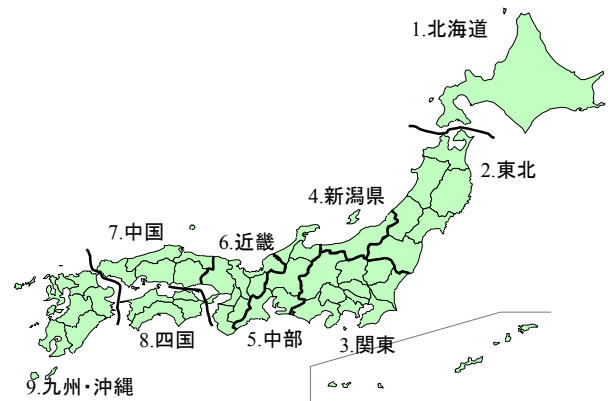 1.北海道
2.東北
4.新潟県
7.中国
6.近畿
8.四国
5.中部
3.関東
9.九州・沖縄